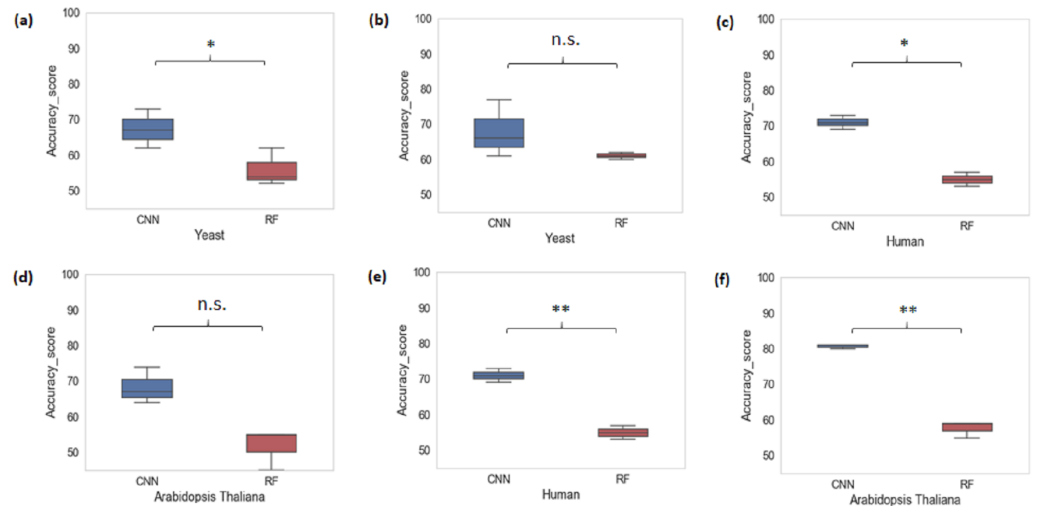 (a)
100
90
80
70
60
50
Accuracy_score
*
CNN RF
Yeast
(b)
100
90
80
70
60
50
Accuracy_score
n.s.
CNN RF
Yeast
(c)
100
90
80
70
60
50
Accuracy_score
*
CNN RF
Human
(d)
100
90
80
70
60
50
Accuracy_score
n.s.
CNN RF
Arabidopsis Thaliana
(e)
100
90
80
70
60
50
Accuracy_score
**
CNN RF
Human
(f)
100
90
80
70
60
50
Accuracy_score
**
CNN RF
Arabidopsis Thaliana